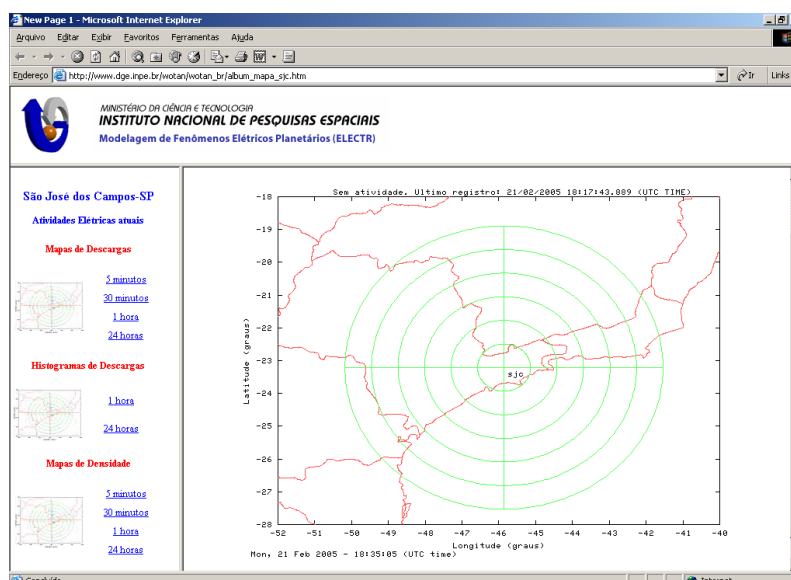 New Page 1 - Microsoft Internet Explorer
Arquivo Editar Exibir Favoritos Ferramentas Ajuda
Endereço http://www.dge.inpe.br/wotan/wotan_br/album_mapa_sjc.htm Ir Links
MINISTÉRIO DA CIÊNCIA E TECNOLOGIA
INSTITUTO NACIONAL DE PESQUISAS ESPACIAIS
Modelagem de Fenômenos Elétricos Planetários (ELECTR)
São José dos Campos-SP
Atividades Elétricas atuais
Mapas de Descargas
5 minutos
30 minutos
1 hora
24 horas
Histogramas de Descargas
1 hora
24 horas
Mapas de Densidade
5 minutos
30 minutos
1 hora
24 horas
Sem atividade. Ultimo registro: 21/02/2005 18:17:43.889 (UTC TIME)
Latitude (graus)
-18
-19
-20
-21
-22
-23
-24
-25
-26
-27
-28
sjc
-52 -51 -50 -49 -48 -47 -46 -45 -44 -43 -42 -41 -40
Longitude (graus)
Mon, 21 Feb 2005 - 18:35:05 (UTC time)
Concluído
Internet